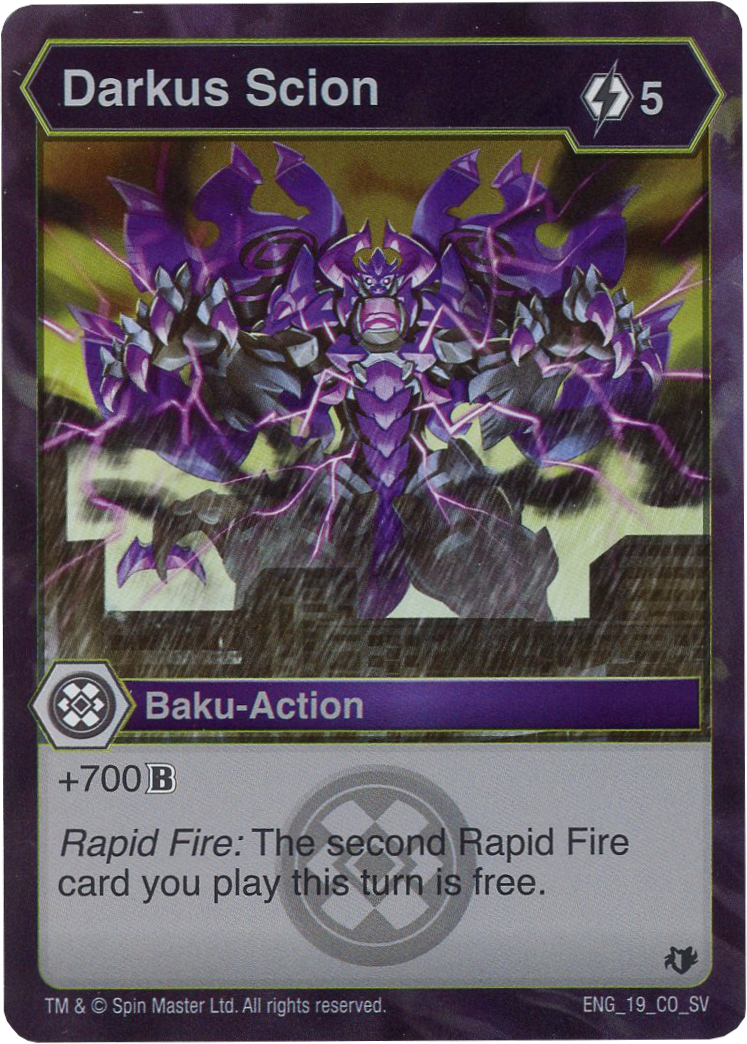 Darkus Scion
5
Baku-Action
+700 B
Rapid Fire: The second Rapid Fire
card you play this turn is free.
TM & © Spin Master Ltd. All rights reserved.
ENG_19_CO_SV